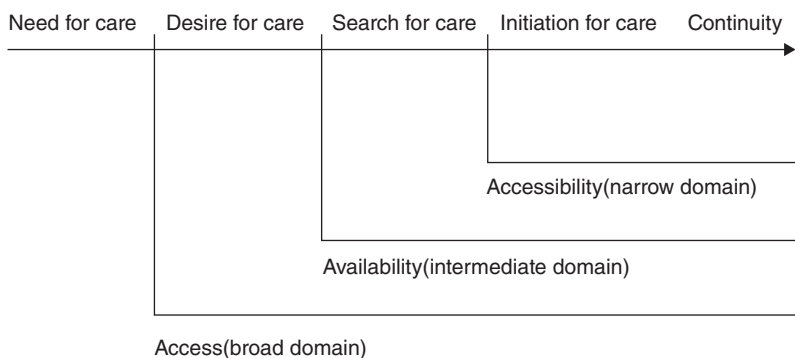 Need for care Desire for care Search for care Initiation for care Continuity
Accessibility(narrow domain)
Availability(intermediate domain)
Access(broad domain)